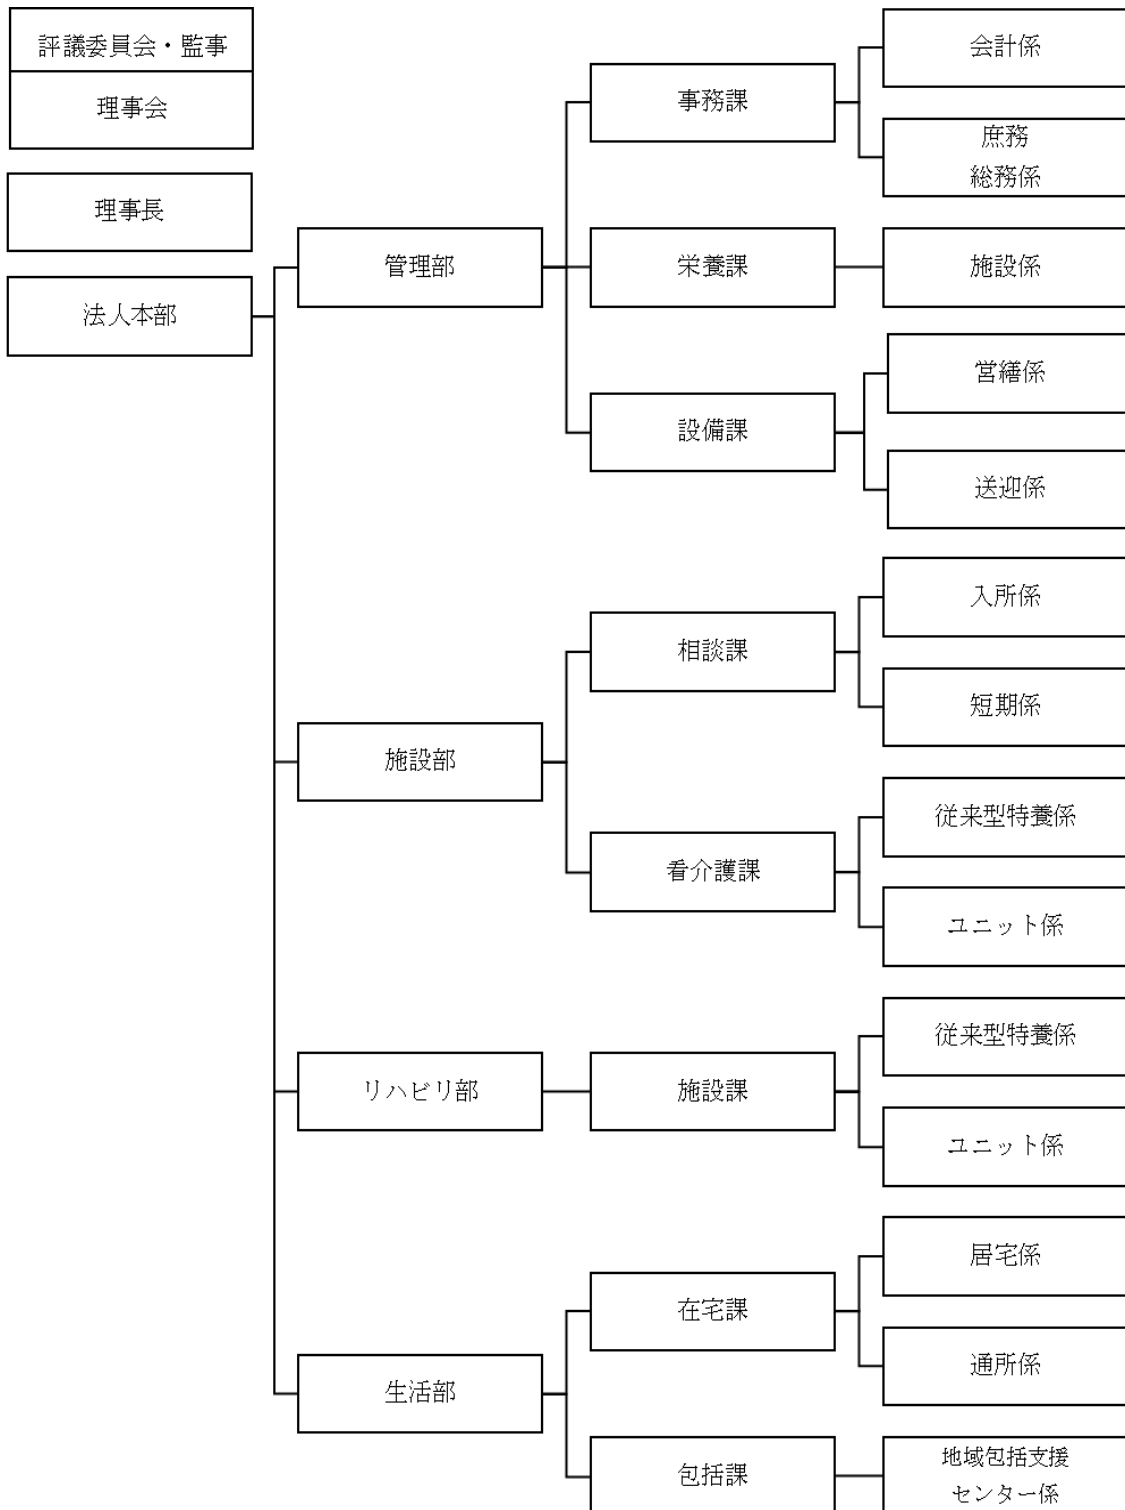 評議委員会・監事
理事会
理事長
法人本部
管理部
事務課
会計係
庶務
総務係
栄養課
施設係
設備課
営繕係
送迎係
施設部
相談課
入所係
短期係
看介護課
従来型特養係
ユニット係
リハビリ部
施設課
従来型特養係
ユニット係
生活部
在宅課
居宅係
通所係
包括課
地域包括支援
センター係